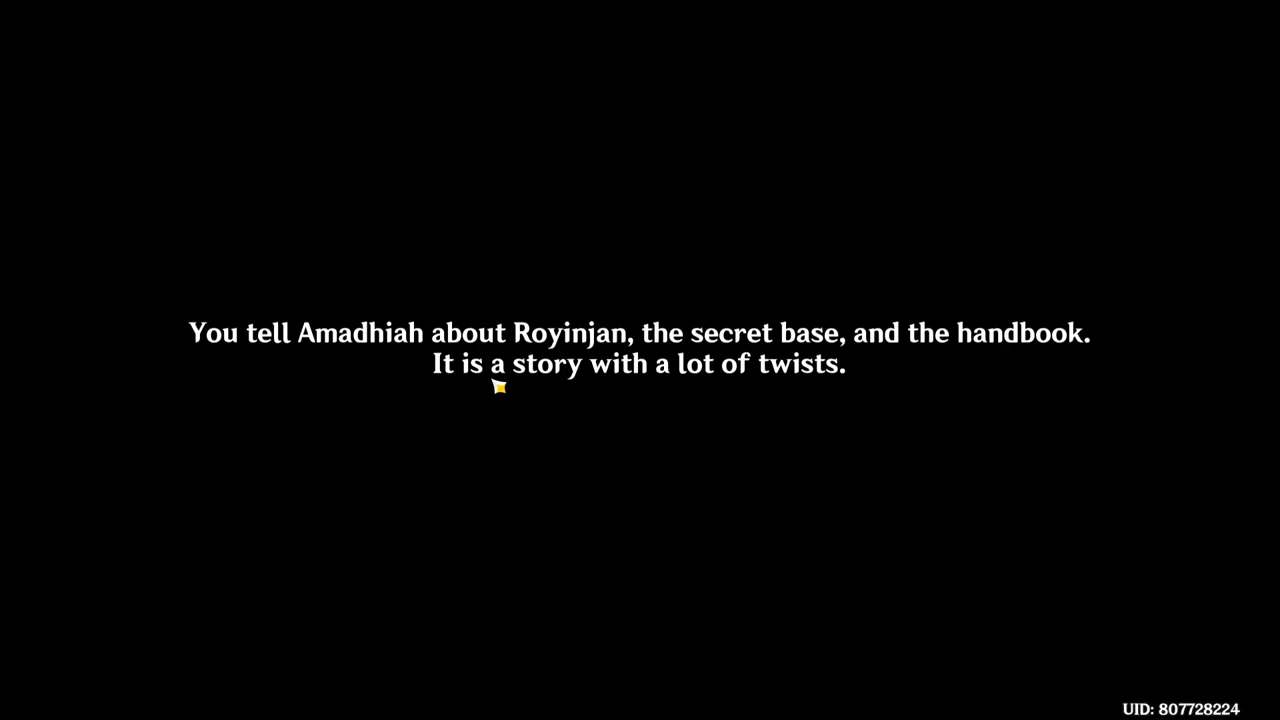 You tell Amadhiah about Royinjan, the secret base, and the handbook.
It is a story with a lot of twists.
UID: 807728224